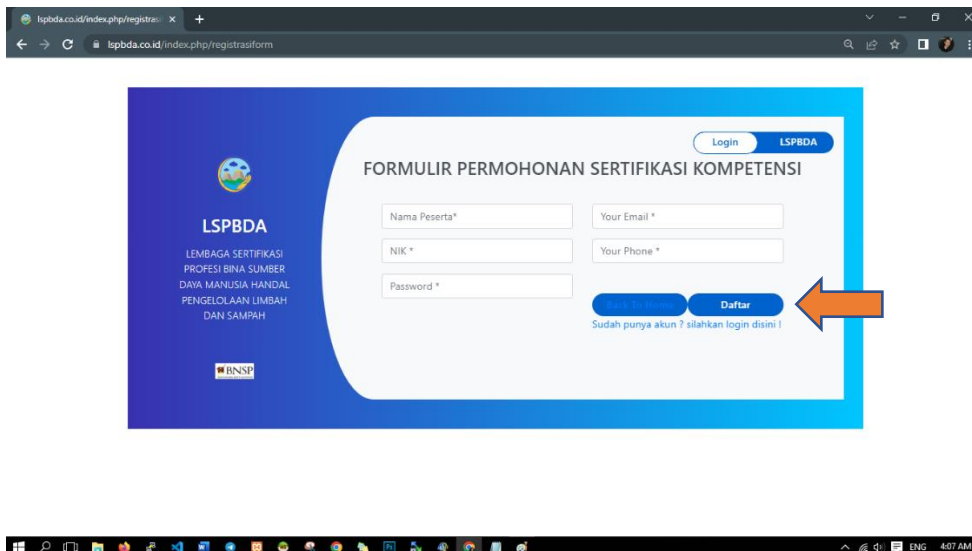 lspbda.co.id/index.php/registrasi
lspbda.co.id/index.php/registrasiform
Login
LSPBDA
FORMULIR PERMOHONAN SERTIFIKASI KOMPETENSI
LSPBDA
LEMBAGA SERTIFIKASI
PROFESI BINA SUMBER
DAYA MANUSIA HANDAL
PENGELOLAAN LIMBAH
DAN SAMPAH
BNSP
Nama Peserta*
Your Email *
NIK *
Your Phone *
Password *
Back To Home
Daftar
Sudah punya akun ? silahkan login disini !
ENG
4:07 AM